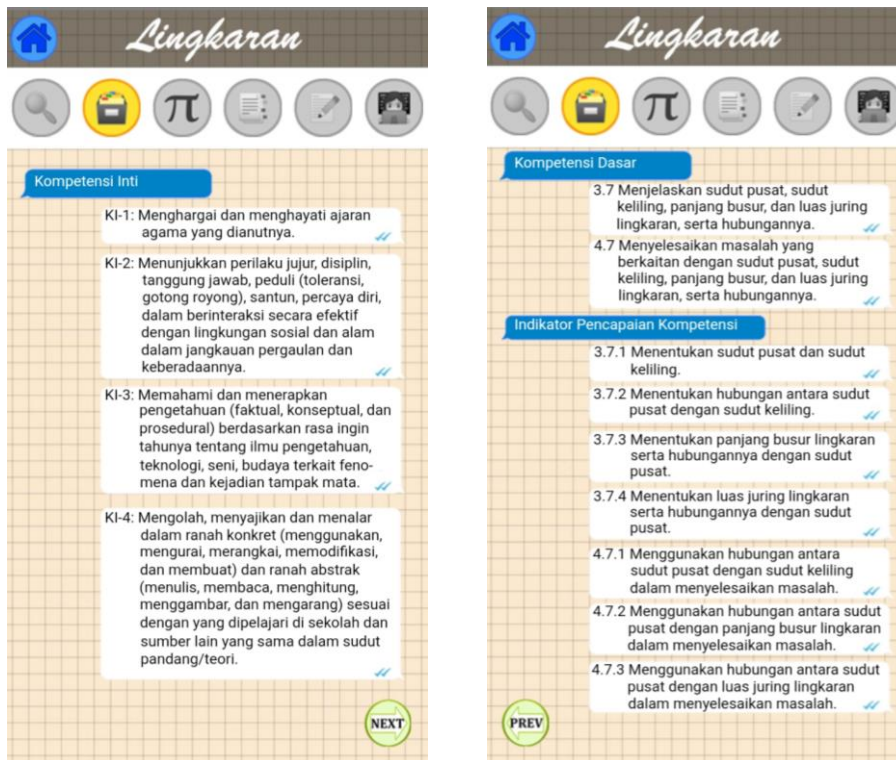 Lingkaran
π
Kompetensi Inti
KI-1: Menghargai dan menghayati ajaran
agama yang dianutnya.
KI-2: Menunjukkan perilaku jujur, disiplin,
tanggung jawab, peduli (toleransi,
gotong royong), santun, percaya diri,
dalam berinteraksi secara efektif
dengan lingkungan sosial dan alam
dalam jangkauan pergaulan dan
keberadaannya.
KI-3: Memahami dan menerapkan
pengetahuan (faktual, konseptual, dan
prosedural) berdasarkan rasa ingin
tahunya tentang ilmu pengetahuan,
teknologi, seni, budaya terkait feno-
mena dan kejadian tampak mata.
KI-4: Mengolah, menyajikan dan menalar
dalam ranah konkret (menggunakan,
mengurai, merangkai, memodifikasi,
dan membuat) dan ranah abstrak
(menulis, membaca, menghitung,
menggambar, dan mengarang) sesuai
dengan yang dipelajari di sekolah dan
sumber lain yang sama dalam sudut
pandang/teori.
NEXT
Lingkaran
π
Kompetensi Dasar
3.7 Menjelaskan sudut pusat, sudut
keliling, panjang busur, dan luas juring
lingkaran, serta hubungannya.
4.7 Menyelesaikan masalah yang
berkaitan dengan sudut pusat, sudut
keliling, panjang busur, dan luas juring
lingkaran, serta hubungannya.
Indikator Pencapaian Kompetensi
3.7.1 Menentukan sudut pusat dan sudut
keliling.
3.7.2 Menentukan hubungan antara sudut
pusat dengan sudut keliling.
3.7.3 Menentukan panjang busur lingkaran
serta hubungannya dengan sudut
pusat.
3.7.4 Menentukan luas juring lingkaran
serta hubungannya dengan sudut
pusat.
4.7.1 Menggunakan hubungan antara
sudut pusat dengan sudut keliling
dalam menyelesaikan masalah.
4.7.2 Menggunakan hubungan antara sudut
pusat dengan panjang busur lingkaran
dalam menyelesaikan masalah.
4.7.3 Menggunakan hubungan antara sudut
pusat dengan luas juring lingkaran
dalam menyelesaikan masalah.
PREV